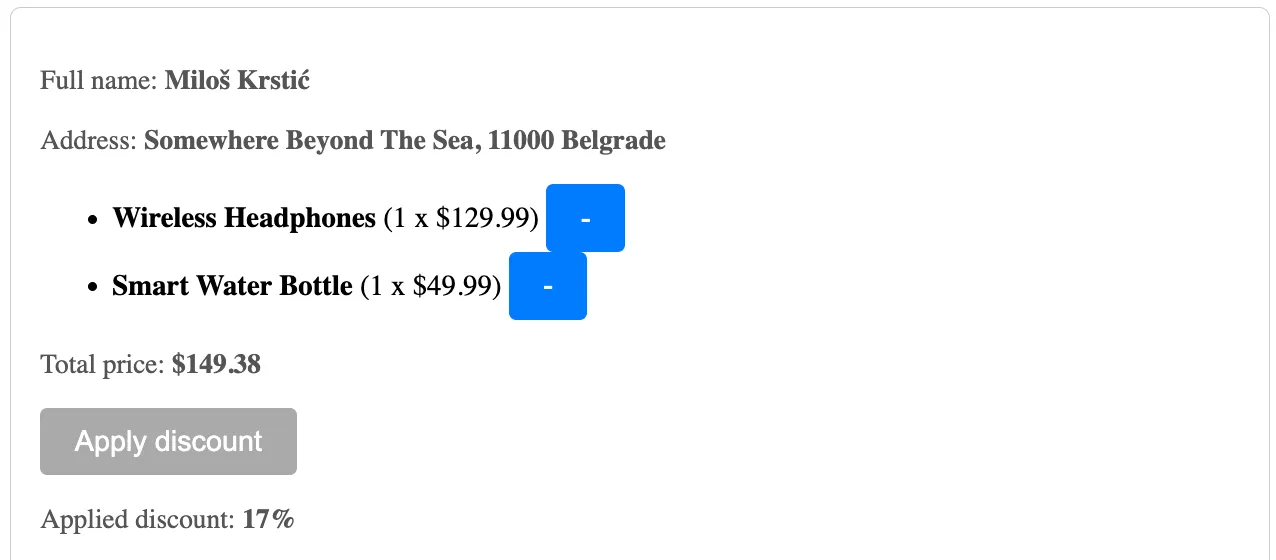 Full name: Miloš Krstić
Address: Somewhere Beyond The Sea, 11000 Belgrade
• Wireless Headphones (1 x $129.99) -
• Smart Water Bottle (1 x $49.99) -
Total price: $149.38
Apply discount
Applied discount: 17%